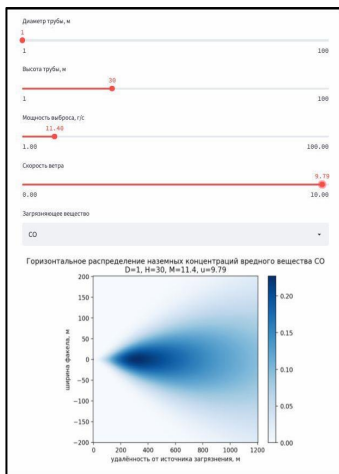 Диаметр трубы, м
1
1 100
Высота трубы, м
30
1 100
Мощность выброса, г/с
11.40
1.00 100.00
Скорость ветра
9.79
0.00 10.00
Загрязняющее вещество
CO
Горизонтальное распределение наземных концентраций вредного вещества CO
D=1, H=30, M=11.4, u=9.79
200
150
100
50
0
−50
−100
−150
−200
ширина факела, м
0 200 400 600 800 1000 1200
удалённость от источника загрязнения, м
0.20
0.15
0.10
0.05
0.00